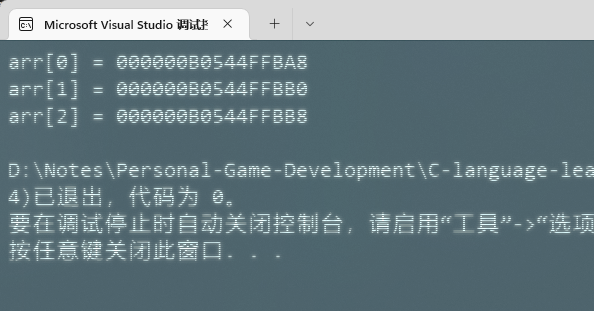 Microsoft Visual Studio 调试控
arr[0] = 000000B0544FFBA8
arr[1] = 000000B0544FFBB0
arr[2] = 000000B0544FFBB8
D:\Notes\Personal-Game-Development\C-language-lea
4)已退出，代码为 0。
要在调试停止时自动关闭控制台，请启用“工具”->“选项
按任意键关闭此窗口. . .